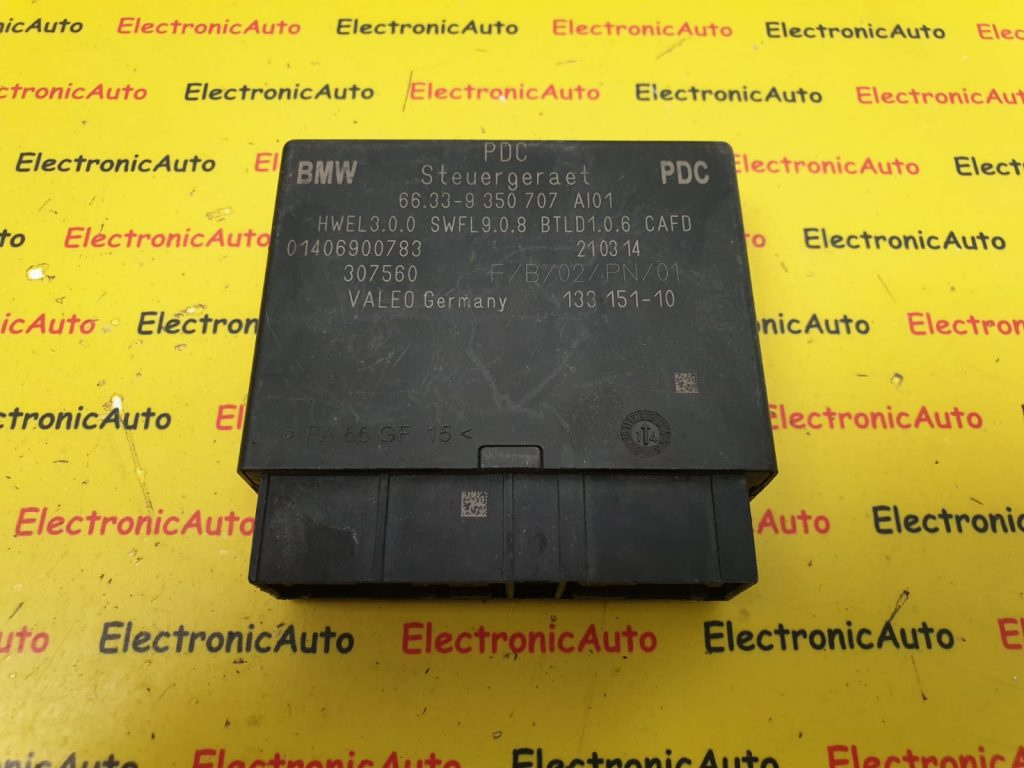 ElectronicAuto ElectronicAuto ElectronicAuto ElectronicAuto
ElectronicAuto ElectronicAuto ElectronicAuto
ElectronicAuto
PDC
BMW Steuergeraet PDC
66.33-9 350 707 AI01
HWEL3.0.0 SWFL9.0.8 BTLD1.0.6 CAFD
01406900783 210314
307560 F/B/02/PN/01
VALEO Germany 133 151-10
> PA 66 GF 15 <
14
ElectronicAuto
ElectronicAuto
ElectronicAuto
ElectronicAuto
ElectronicAuto ElectronicAuto ElectronicAuto
ElectronicAuto ElectronicAuto